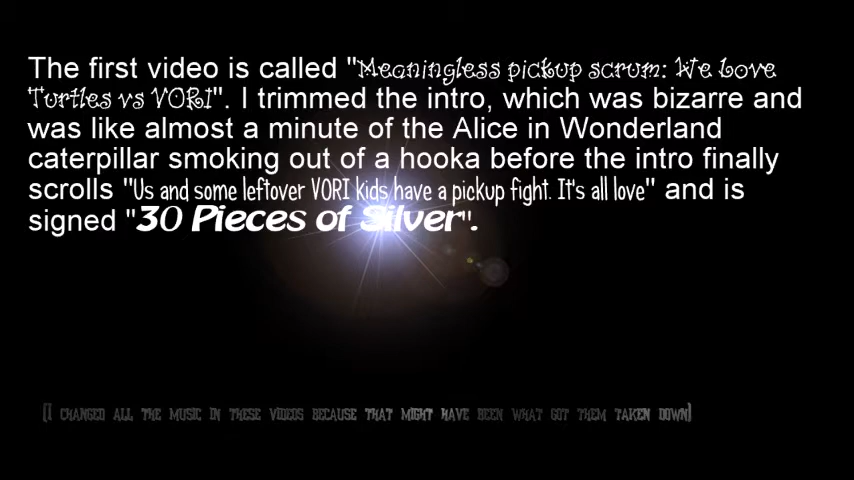 The first video is called "Meaningless pickup scrum: We Love
Turtles vs VORI". I trimmed the intro, which was bizarre and
was like almost a minute of the Alice in Wonderland
caterpillar smoking out of a hooka before the intro finally
scrolls "Us and some leftover VORI kids have a pickup fight. It's all love" and is
signed "30 Pieces of Silver".
(I CHANGED ALL THE MUSIC IN THESE VIDEOS BECAUSE THAT MIGHT HAVE BEEN WHAT GOT THEM TAKEN DOWN)